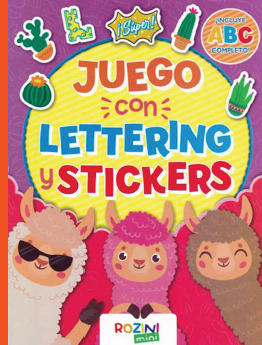 ¡Súper!
¡INCLUYE
ABC
COMPLETO!
JUEGO
con
LETTERING
y STICKERS
ROZINI
mini